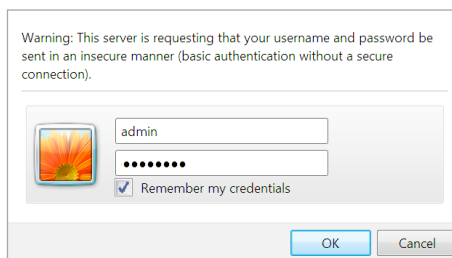 Warning: This server is requesting that your username and password be
sent in an insecure manner (basic authentication without a secure
connection).
admin
••••••••
Remember my credentials
OK
Cancel